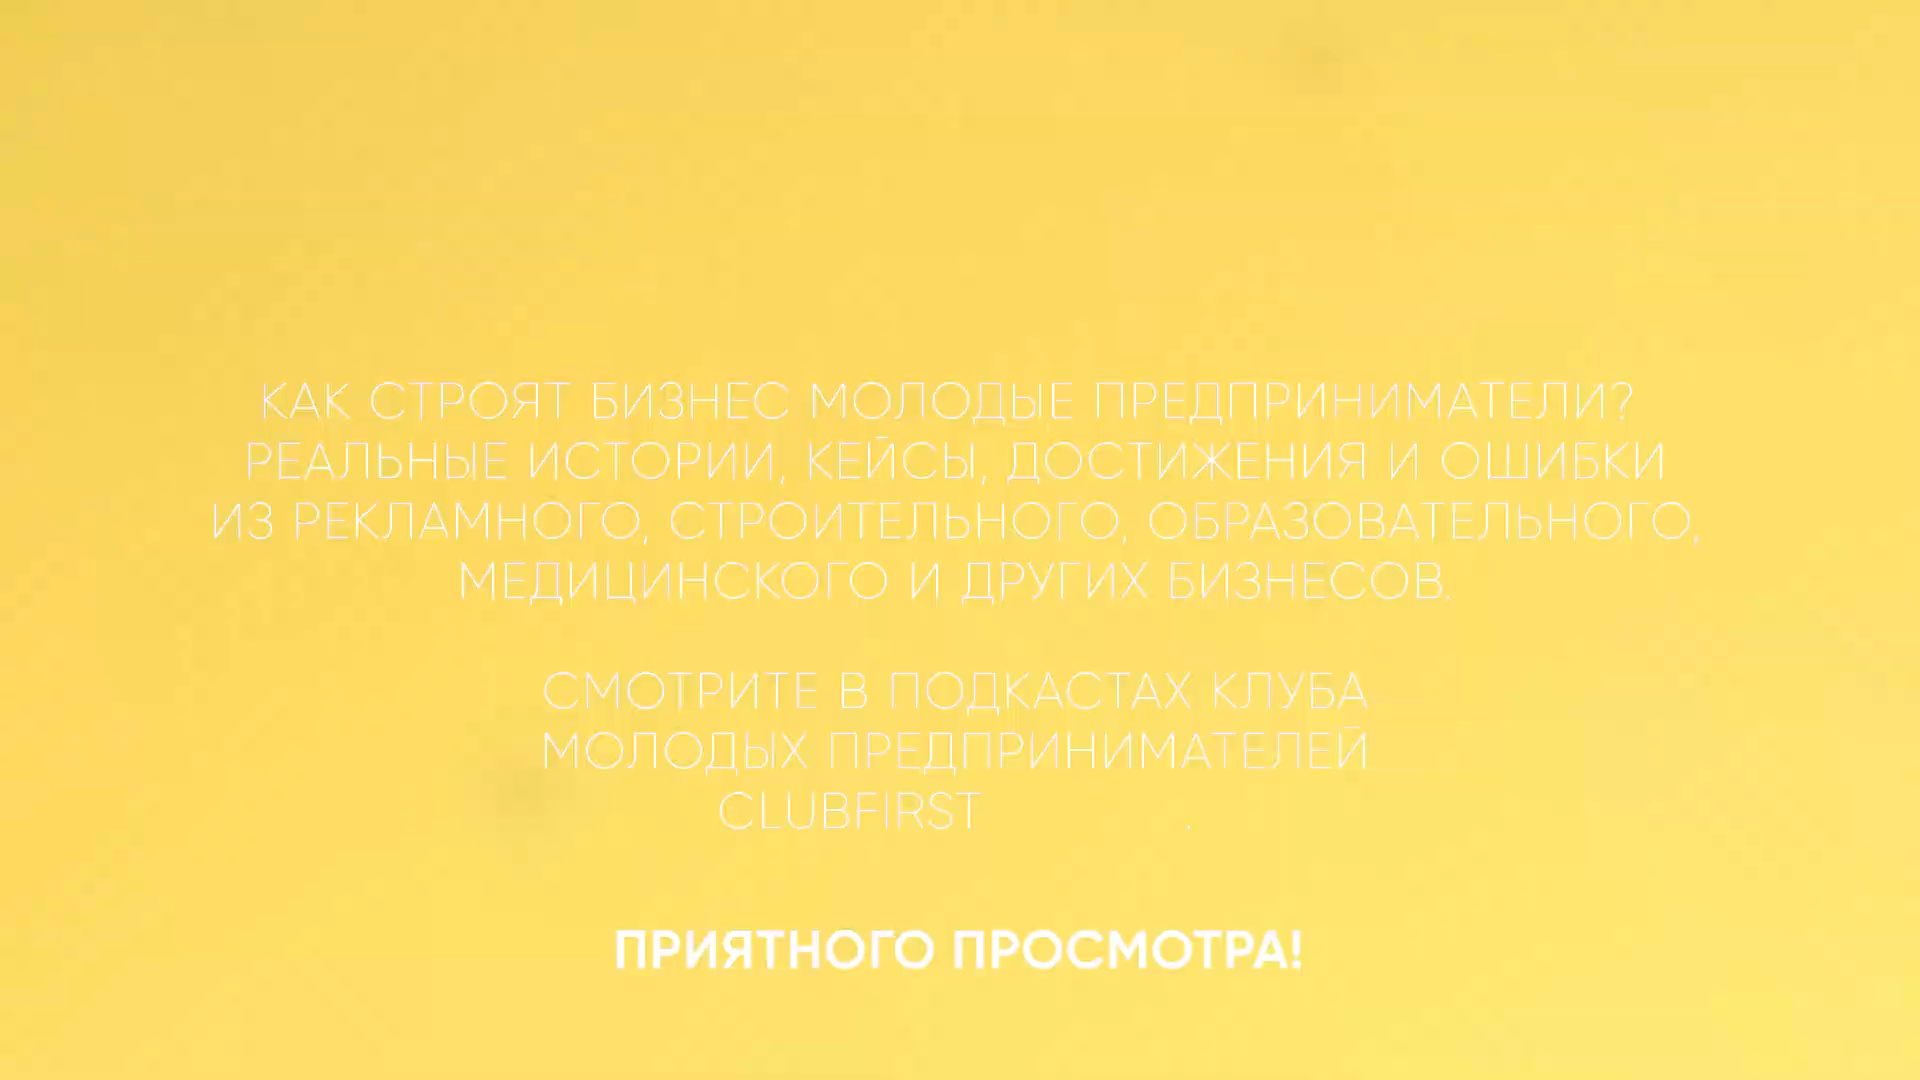 КАК СТРОЯТ БИЗНЕС МОЛОДЫЕ ПРЕДПРИНИМАТЕЛИ?
РЕАЛЬНЫЕ ИСТОРИИ, КЕЙСЫ, ДОСТИЖЕНИЯ И ОШИБКИ
ИЗ РЕКЛАМНОГО, СТРОИТЕЛЬНОГО, ОБРАЗОВАТЕЛЬНОГО,
МЕДИЦИНСКОГО И ДРУГИХ БИЗНЕСОВ.
СМОТРИТЕ В ПОДКАСТАХ КЛУБА
МОЛОДЫХ ПРЕДПРИНИМАТЕЛЕЙ
CLUBFIRST .
ПРИЯТНОГО ПРОСМОТРА!